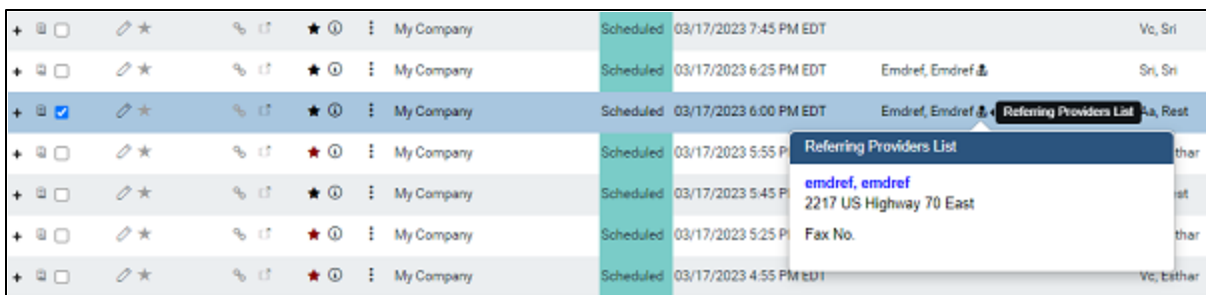 My Company Scheduled 03/17/2023 7:45 PM EDT Vc, Sri
My Company Scheduled 03/17/2023 6:25 PM EDT Emdref, Emdref Sri, Sri
My Company Scheduled 03/17/2023 6:00 PM EDT Emdref, Emdref Referring Providers List Aa, Rest
My Company Scheduled 03/17/2023 5:55 P thar
Referring Providers List
My Company Scheduled 03/17/2023 5:45 P st
emdref, emdref
2217 US Highway 70 East
My Company Scheduled 03/17/2023 5:25 P thar
Fax No.
My Company Scheduled 03/17/2023 4:55 PM EDT Vc, Esthar